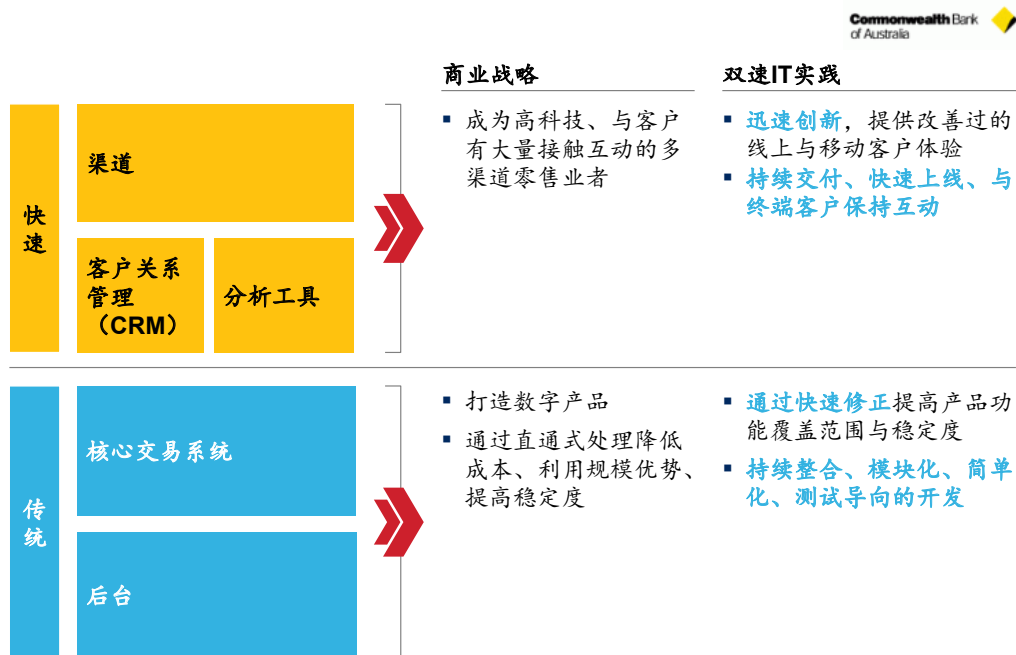 Commonwealth Bank
of Australia
商业战略
双速IT实践
快
速
渠道
客户关系
管理
（CRM）
分析工具
▪ 成为高科技、与客户
有大量接触互动的多
渠道零售业者
▪ 迅速创新，提供改善过的
线上与移动客户体验
▪ 持续交付、快速上线、与
终端客户保持互动
传
统
核心交易系统
后台
▪ 打造数字产品
▪ 通过直通式处理降低
成本、利用规模优势、
提高稳定度
▪ 通过快速修正提高产品功
能覆盖范围与稳定度
▪ 持续整合、模块化、简单
化、测试导向的开发